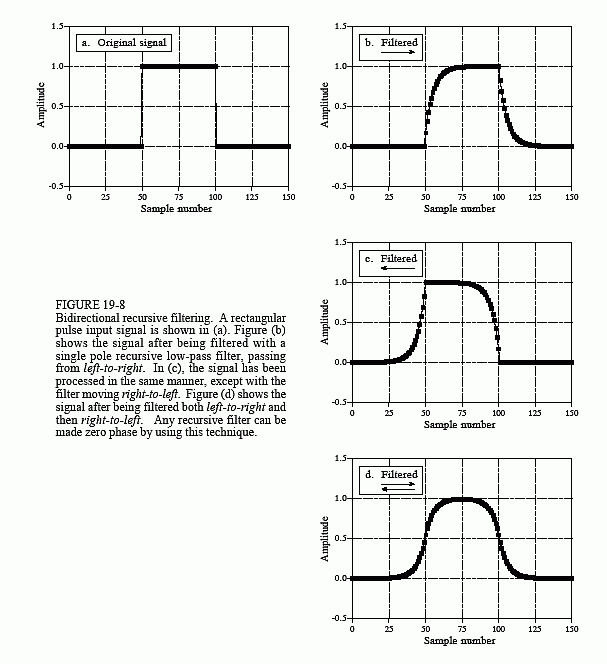 1.5
a. Original signal
1.0
0.5
0.0
-0.5
0 25 50 75 100 125 150
Sample number
Amplitude
1.5
b. Filtered
1.0
0.5
0.0
-0.5
0 25 50 75 100 125 150
Sample number
Amplitude
1.5
c. Filtered
1.0
0.5
0.0
-0.5
0 25 50 75 100 125 150
Sample number
Amplitude
FIGURE 19-8
Bidirectional recursive filtering. A rectangular
pulse input signal is shown in (a). Figure (b)
shows the signal after being filtered with a
single pole recursive low-pass filter, passing
from left-to-right. In (c), the signal has been
processed in the same manner, except with the
filter moving right-to-left. Figure (d) shows the
signal after being filtered both left-to-right and
then right-to-left. Any recursive filter can be
made zero phase by using this technique.
1.5
d. Filtered
1.0
0.5
0.0
-0.5
0 25 50 75 100 125 150
Sample number
Amplitude